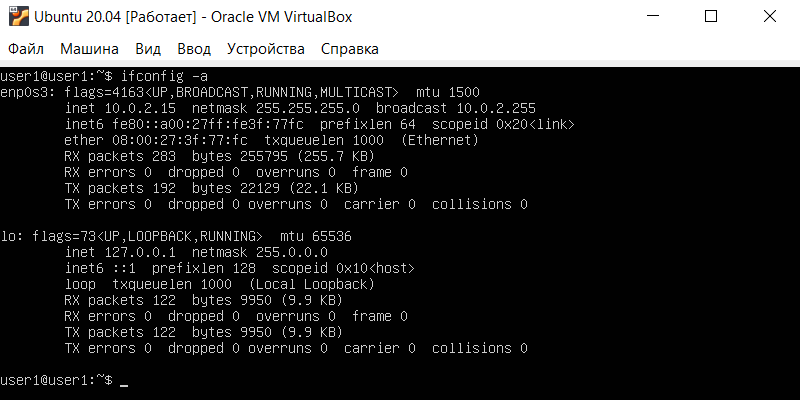 Ubuntu 20.04 [Работает] - Oracle VM VirtualBox
Файл Машина Вид Ввод Устройства Справка
user1@user1:~$ ifconfig -a
enp0s3: flags=4163<UP,BROADCAST,RUNNING,MULTICAST> mtu 1500
inet 10.0.2.15 netmask 255.255.255.0 broadcast 10.0.2.255
inet6 fe80::a00:27ff:fe3f:77fc prefixlen 64 scopeid 0x20<link>
ether 08:00:27:3f:77:fc txqueuelen 1000 (Ethernet)
RX packets 283 bytes 255795 (255.7 KB)
RX errors 0 dropped 0 overruns 0 frame 0
TX packets 192 bytes 22129 (22.1 KB)
TX errors 0 dropped 0 overruns 0 carrier 0 collisions 0
lo: flags=73<UP,LOOPBACK,RUNNING> mtu 65536
inet 127.0.0.1 netmask 255.0.0.0
inet6 ::1 prefixlen 128 scopeid 0x10<host>
loop txqueuelen 1000 (Local Loopback)
RX packets 122 bytes 9950 (9.9 KB)
RX errors 0 dropped 0 overruns 0 frame 0
TX packets 122 bytes 9950 (9.9 KB)
TX errors 0 dropped 0 overruns 0 carrier 0 collisions 0
user1@user1:~$ _